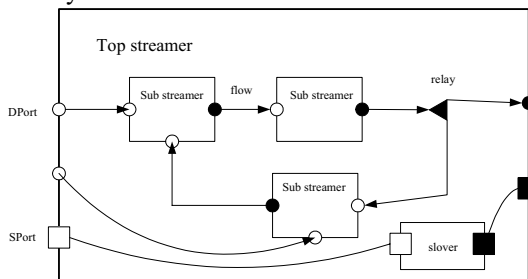 Top streamer
Sub streamer
flow
Sub streamer
relay
DPort
Sub streamer
SPort
slover